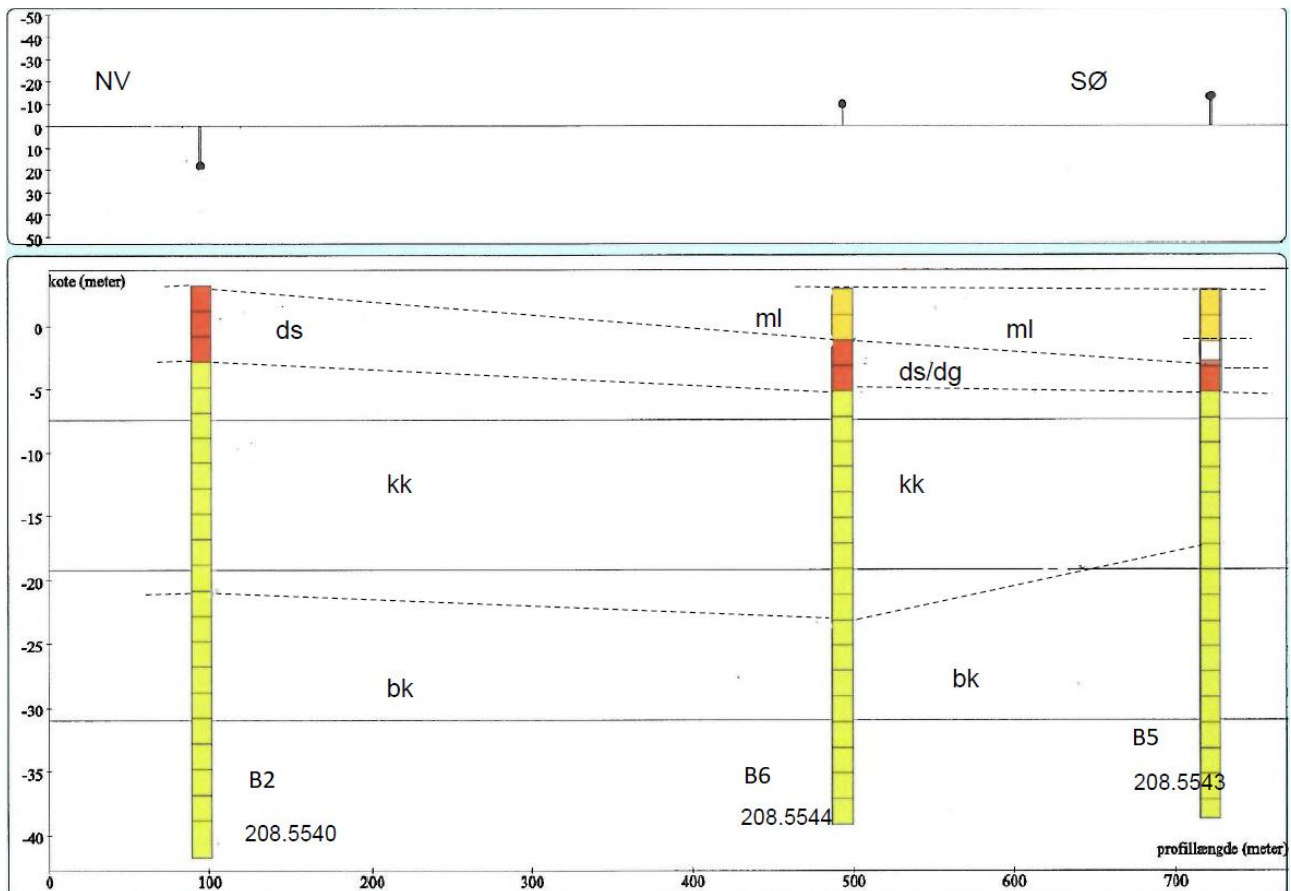 -50
-40
-30
-20
-10
0
10
20
30
40
50
NV
SØ
kote (meter)
0
-5
-10
-15
-20
-25
-30
-35
-40
ds
ml
ml
ds/dg
kk
kk
bk
bk
B2
208.5540
B6
208.5544
B5
208.5543
profillængde (meter)
0
100
200
300
400
500
600
700